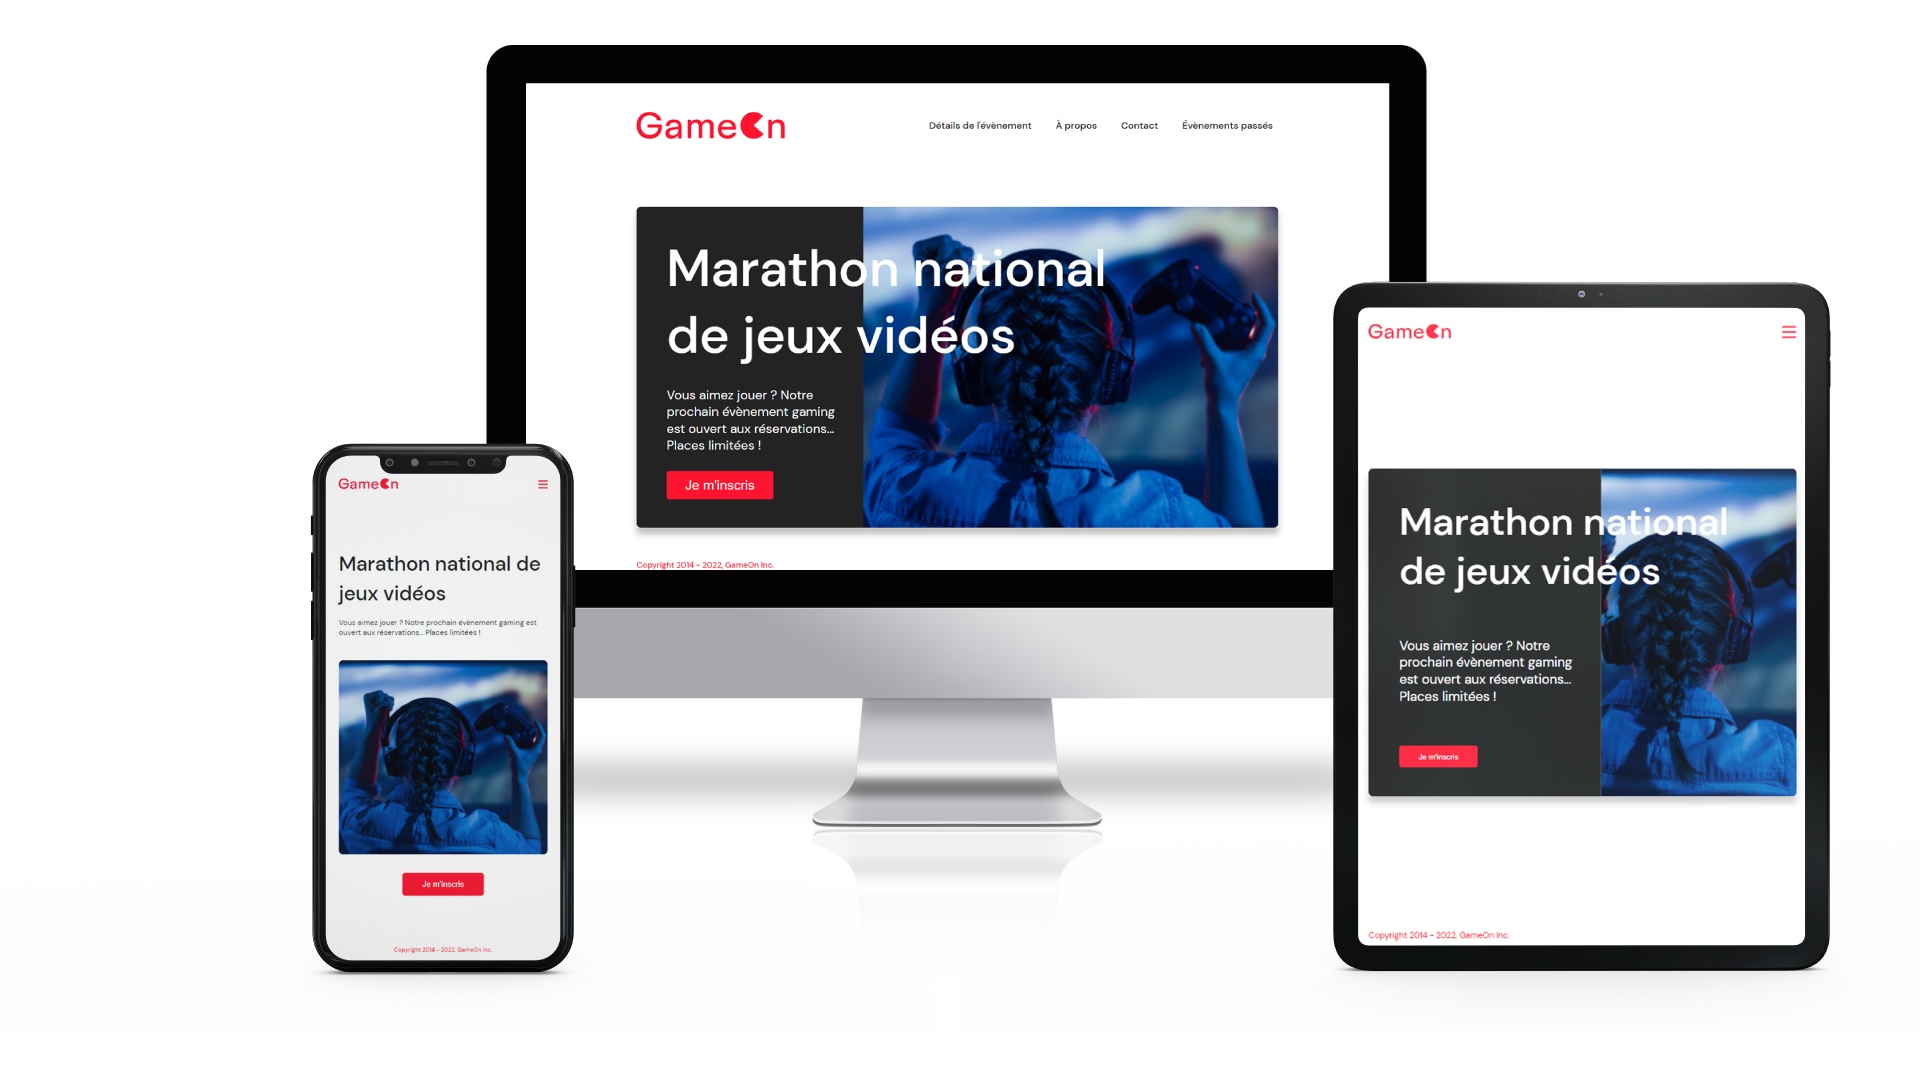 GameOn
Détails de l'évènement À propos Contact Évènements passés
Marathon national
de jeux vidéos
Vous aimez jouer ? Notre
prochain évènement gaming
est ouvert aux réservations...
Places limitées !
Je m'inscris
Copyright 2014 - 2022, GameOn Inc.
GameOn
Marathon national de
jeux vidéos
Vous aimez jouer ? Notre prochain évènement gaming est
ouvert aux réservations... Places limitées !
Je m'inscris
Copyright 2014 - 2022, GameOn Inc.
GameOn
Marathon national
de jeux vidéos
Vous aimez jouer ? Notre
prochain évènement gaming
est ouvert aux réservations...
Places limitées !
Je m'inscris
Copyright 2014 - 2022, GameOn Inc.